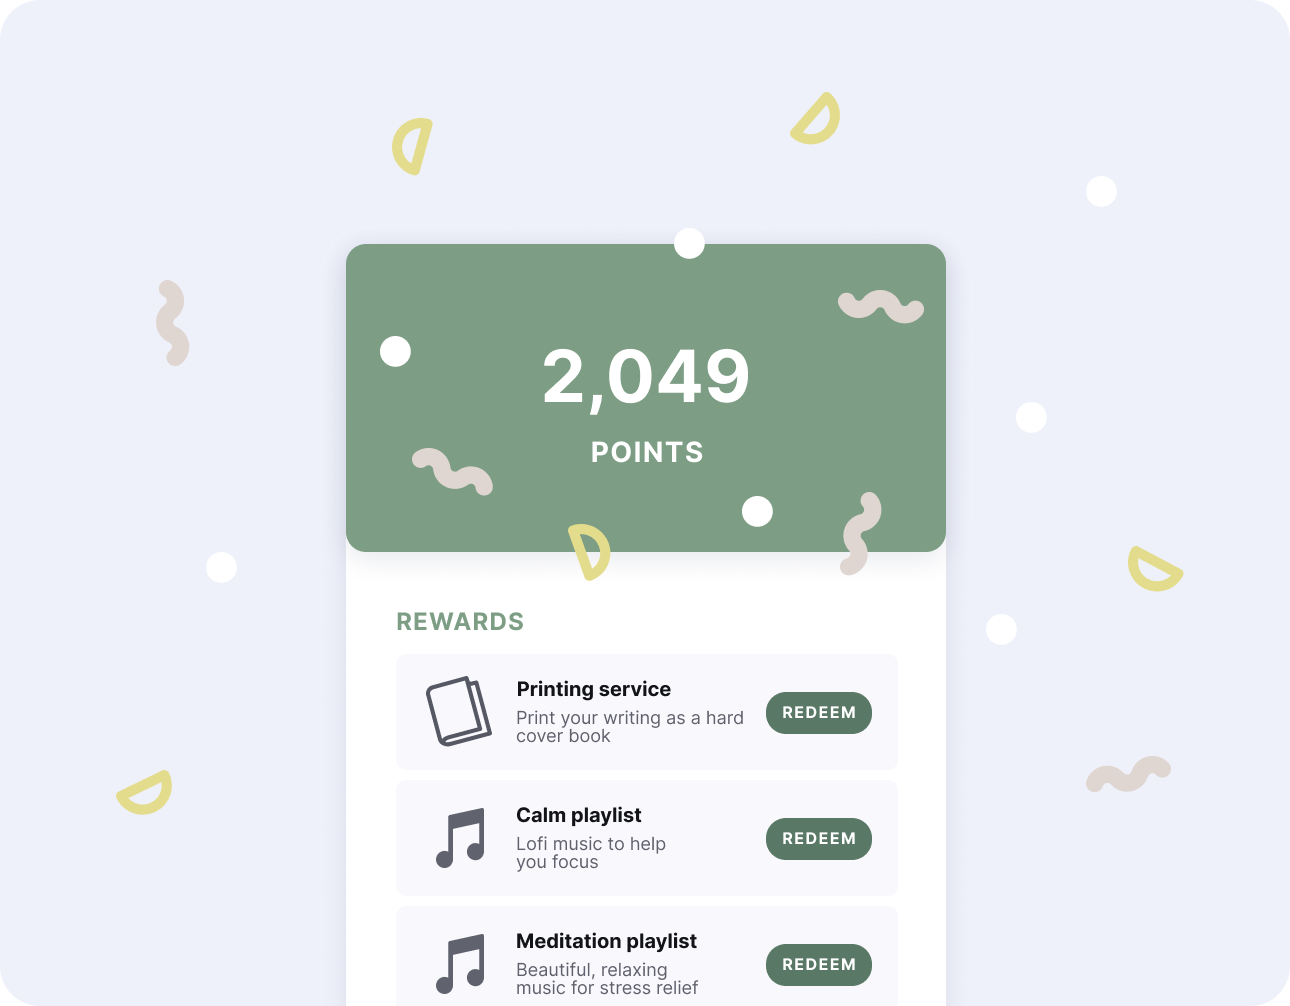 2,049
POINTS
REWARDS
Printing service
Print your writing as a hard
cover book
REDEEM
Calm playlist
Lofi music to help
you focus
REDEEM
Meditation playlist
Beautiful, relaxing
music for stress relief
REDEEM